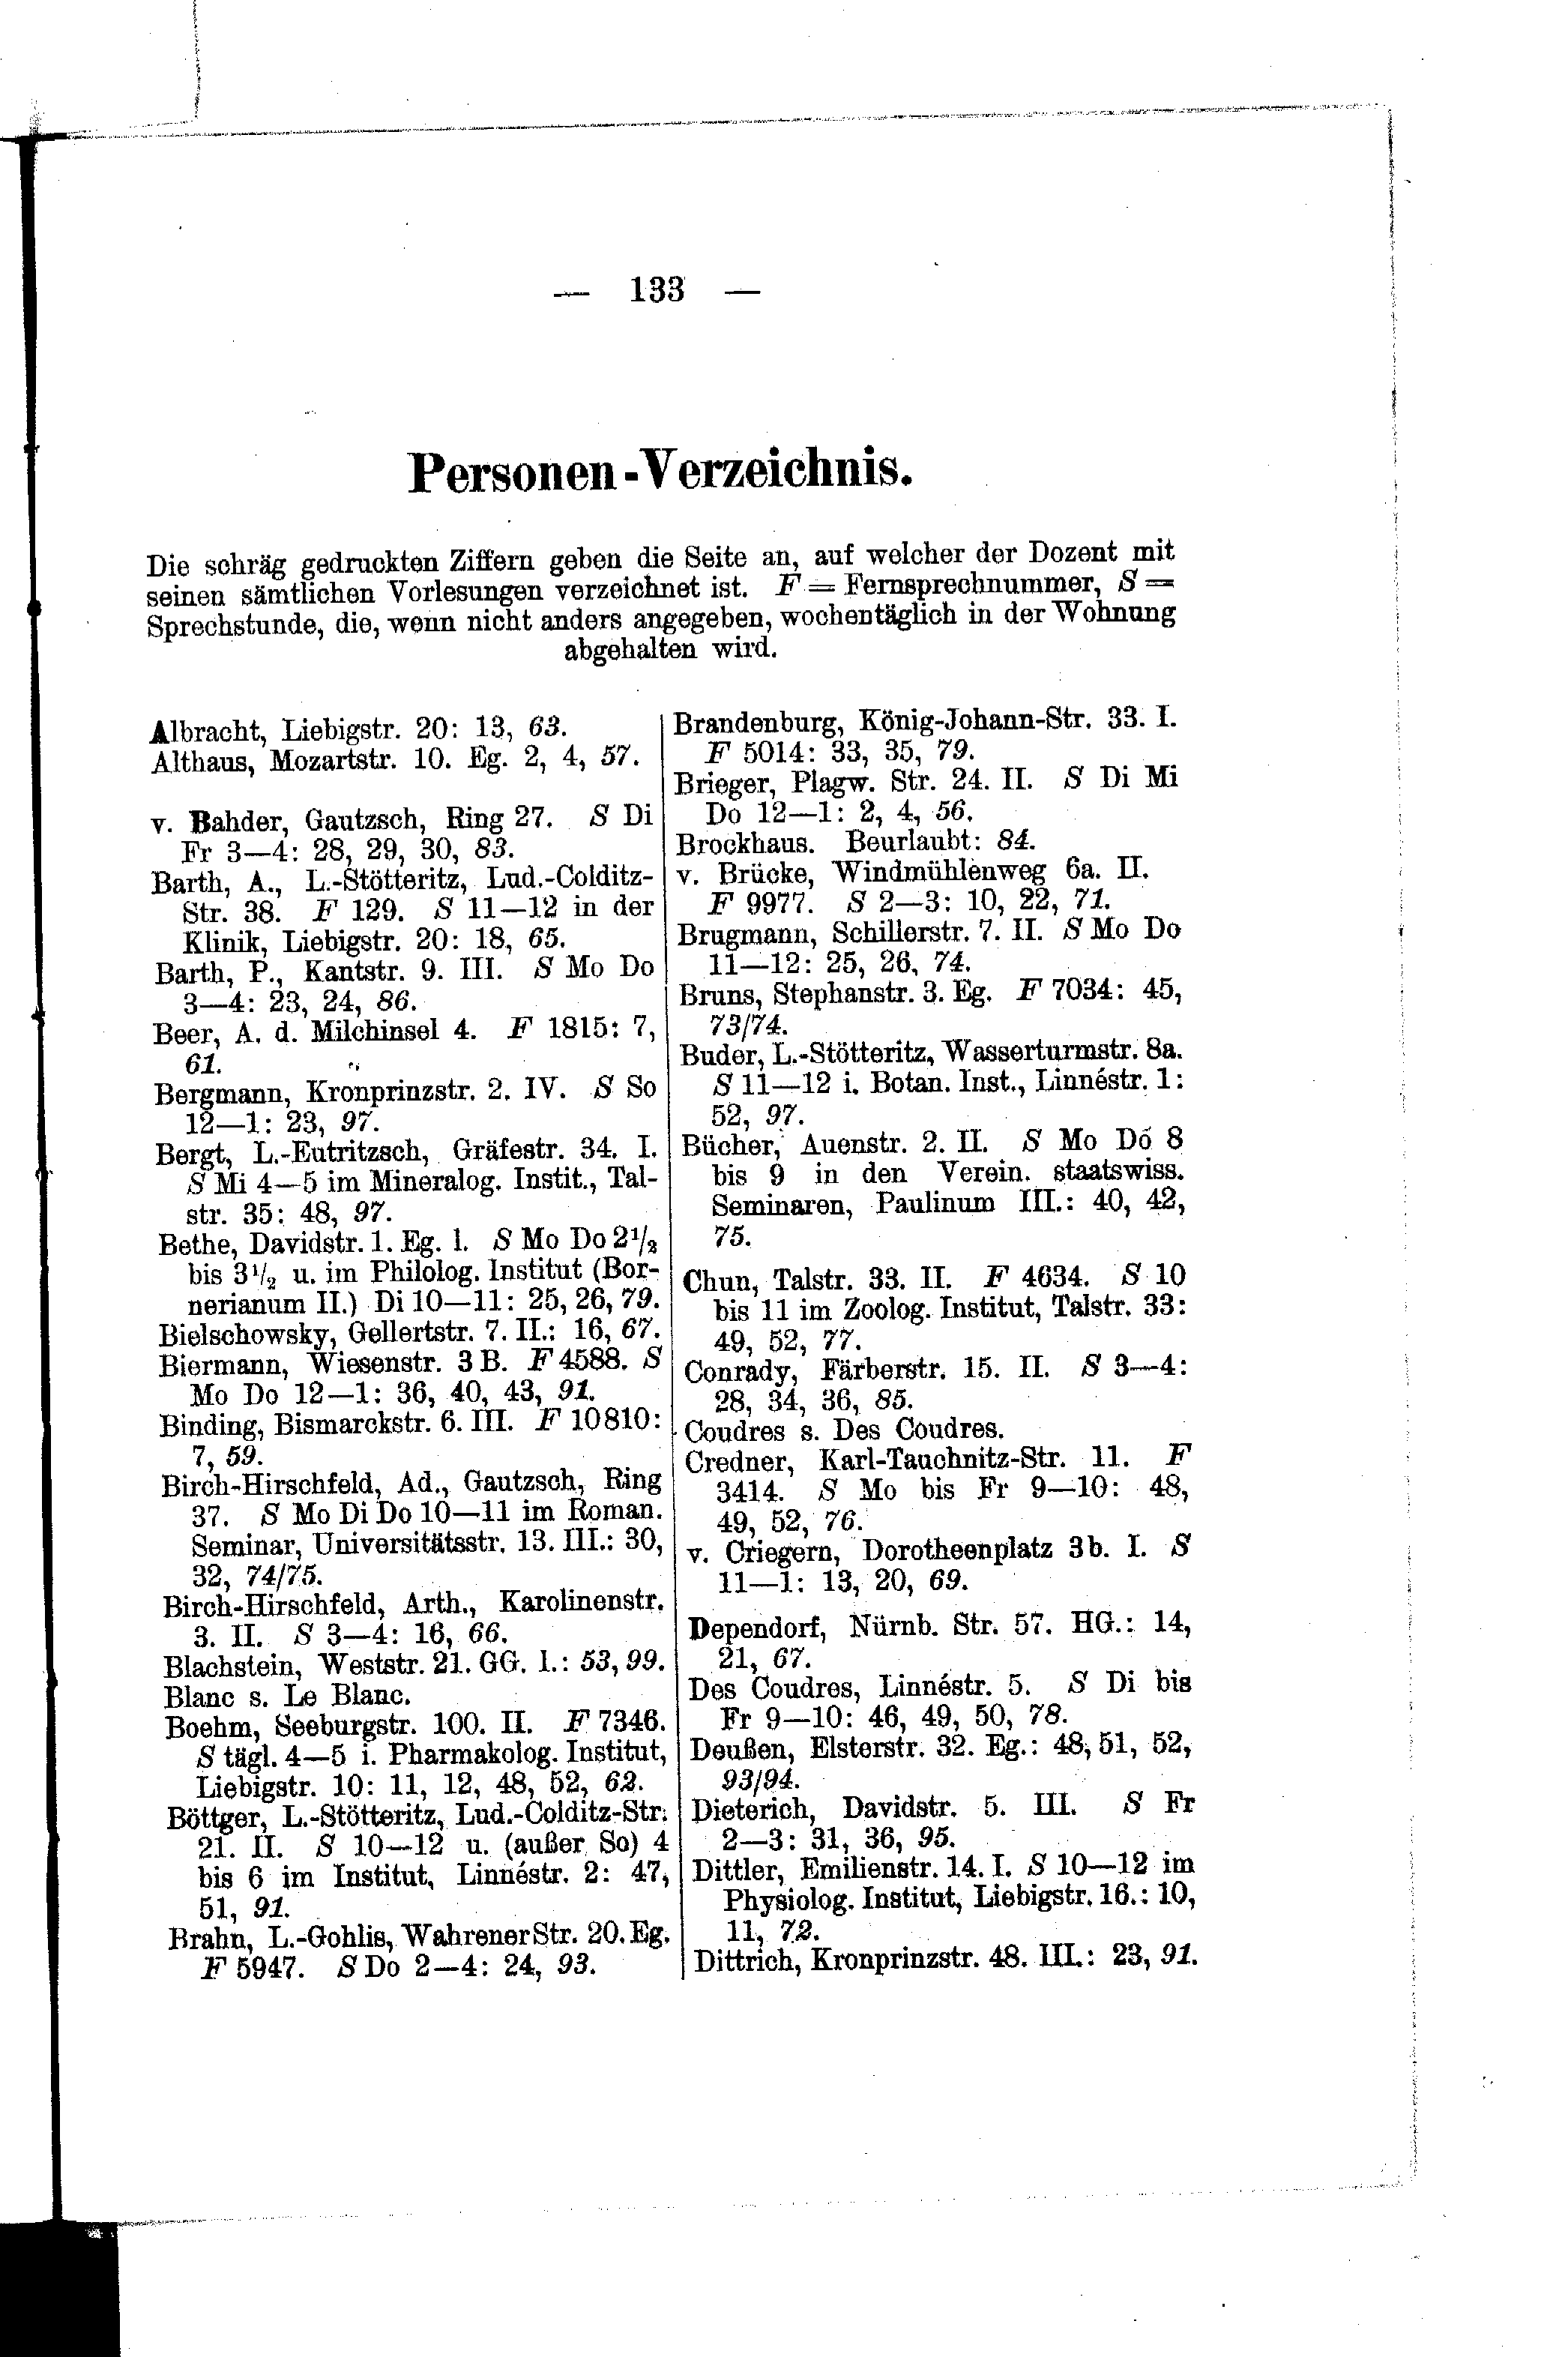 — 133 —
Personen-Verzeichnis.
Die schräg gedruckten Ziffern geben die Seite an, auf welcher der Dozent mit
seinen sämtlichen Vorlesungen verzeichnet ist. F = Fernsprechnummer, S =
Sprechstunde, die, wenn nicht anders angegeben, wochentäglich in der Wohnung
abgehalten wird.
Albracht, Liebigstr. 20: 13, 63.
Althaus, Mozartstr. 10. Eg. 2, 4, 57.
v. Bahder, Gautzsch, Ring 27. S Di
Fr 3—4: 28, 29, 30, 83.
Barth, A., L.-Stötteritz, Lud.-Colditz-
Str. 38. F 129. S 11—12 in der
Klinik, Liebigstr. 20: 18, 65.
Barth, P., Kantstr. 9. III. S Mo Do
3—4: 23, 24, 86.
Beer, A. d. Milchinsel 4. F 1815: 7,
61.
Bergmann, Kronprinzstr. 2. IV. S So
12—1: 23, 97.
Bergt, L.-Eutritzsch, Gräfestr. 34. I.
S Mi 4—5 im Mineralog. Instit., Tal-
str. 35: 48, 97.
Bethe, Davidstr. 1. Eg. l. S Mo Do 2½
bis 3½ u. im Philolog. Institut (Bor-
nerianum II.) Di 10—11: 25, 26, 79.
Bielschowsky, Gellertstr. 7. II.: 16, 67.
Biermann, Wiesenstr. 3 B. F 4588. S
Mo Do 12—1: 36, 40, 43, 91.
Binding, Bismarckstr. 6. III. F 10810:
7, 59.
Birch-Hirschfeld, Ad., Gautzsch, Ring
37. S Mo Di Do 10—11 im Roman.
Seminar, Universitätsstr. 13. III.: 30,
32, 74/75.
Birch-Hirschfeld, Arth., Karolinenstr.
3. II. S 3—4: 16, 66.
Blachstein, Weststr. 21. GG. l.: 53, 99.
Blanc s. Le Blanc.
Boehm, Seeburgstr. 100. II. F 7346.
S tägl. 4—5 i. Pharmakolog. Institut,
Liebigstr. 10: 11, 12, 48, 52, 62.
Böttger, L.-Stötteritz, Lud.-Colditz-Str.
21. II. S 10—12 u. (außer So) 4
bis 6 im Institut, Linnéstr. 2: 47,
51, 91.
Brahn, L.-Gohlis, Wahrener Str. 20. Eg.
F 5947. S Do 2—4: 24, 93.
Brandenburg, König-Johann-Str. 33. I.
F 5014: 33, 35, 79.
Brieger, Plagw. Str. 24. II. S Di Mi
Do 12—1: 2, 4, 56.
Brockhaus. Beurlaubt: 84.
v. Brücke, Windmühlenweg 6a. II.
F 9977. S 2—3: 10, 22, 71.
Brugmann, Schillerstr. 7. II. S Mo Do
11—12: 25, 26, 74.
Bruns, Stephanstr. 3. Eg. F 7034: 45,
73/74.
Buder, L.-Stötteritz, Wasserturmstr. 8a.
S 11—12 i. Botan. Inst., Linnéstr. 1:
52, 97.
Bücher, Auenstr. 2. II. S Mo Do 8
bis 9 in den Verein. staatswiss.
Seminaren, Paulinum III.: 40, 42,
75.
Chun, Talstr. 33. II. F 4634. S 10
bis 11 im Zoolog. Institut, Talstr. 33:
49, 52, 77.
Conrady, Färberstr. 15. II. S 3—4:
28, 34, 36, 85.
Coudres s. Des Coudres.
Credner, Karl-Tauchnitz-Str. 11. F
3414. S Mo bis Fr 9—10: 48,
49, 52, 76.
v. Criegern, Dorotheenplatz 3b. I. S
11—1: 13, 20, 69.
Dependorf, Nürnb. Str. 57. HG.: 14,
21, 67.
Des Coudres, Linnéstr. 5. S Di bis
Fr 9—10: 46, 49, 50, 78.
Deußen, Elsterstr. 32. Eg.: 48, 51, 52,
93/94.
Dieterich, Davidstr. 5. III. S Fr
2—3: 31, 36, 95.
Dittler, Emilienstr. 14. I. S 10—12 im
Physiolog. Institut, Liebigstr. 16.: 10,
11, 72.
Dittrich, Kronprinzstr. 48. III.: 23, 91.